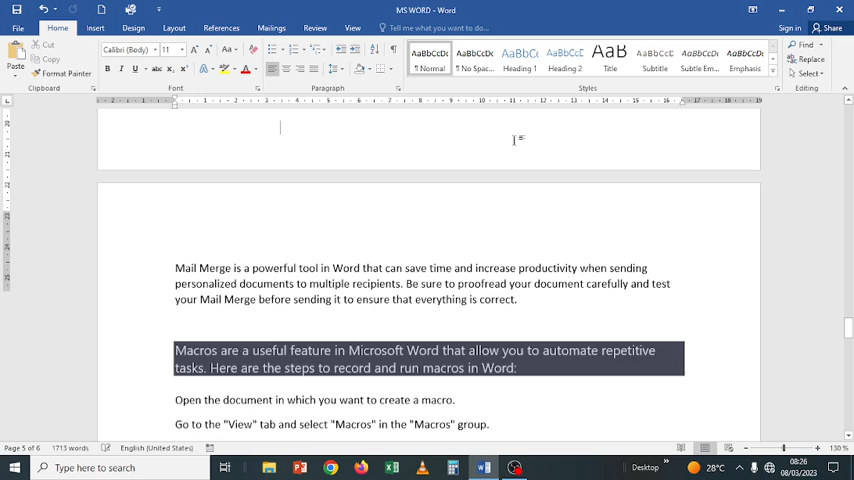 MS WORD - Word
Sign in
Share
File Home Insert Design Layout References Mailings Review View Tell me what you want to do...
Paste
Cut
Copy
Format Painter
Clipboard
Calibri (Body) 11
Font
Paragraph
AaBbCcDc AaBbCcDc AaBbCc AaBbCcC AaB AaBbCcC AaBbCcDc AaBbCcDc
¶ Normal ¶ No Spac... Heading 1 Heading 2 Title Subtitle Subtle Em... Emphasis
Styles
Find
Replace
Select
Editing
Mail Merge is a powerful tool in Word that can save time and increase productivity when sending
personalized documents to multiple recipients. Be sure to proofread your document carefully and test
your Mail Merge before sending it to ensure that everything is correct.
Macros are a useful feature in Microsoft Word that allow you to automate repetitive
tasks. Here are the steps to record and run macros in Word:
Open the document in which you want to create a macro.
Go to the "View" tab and select "Macros" in the "Macros" group.
Page 5 of 6 1713 words English (United States) 130 %
Type here to search
Desktop
28°C
08:26
08/03/2023